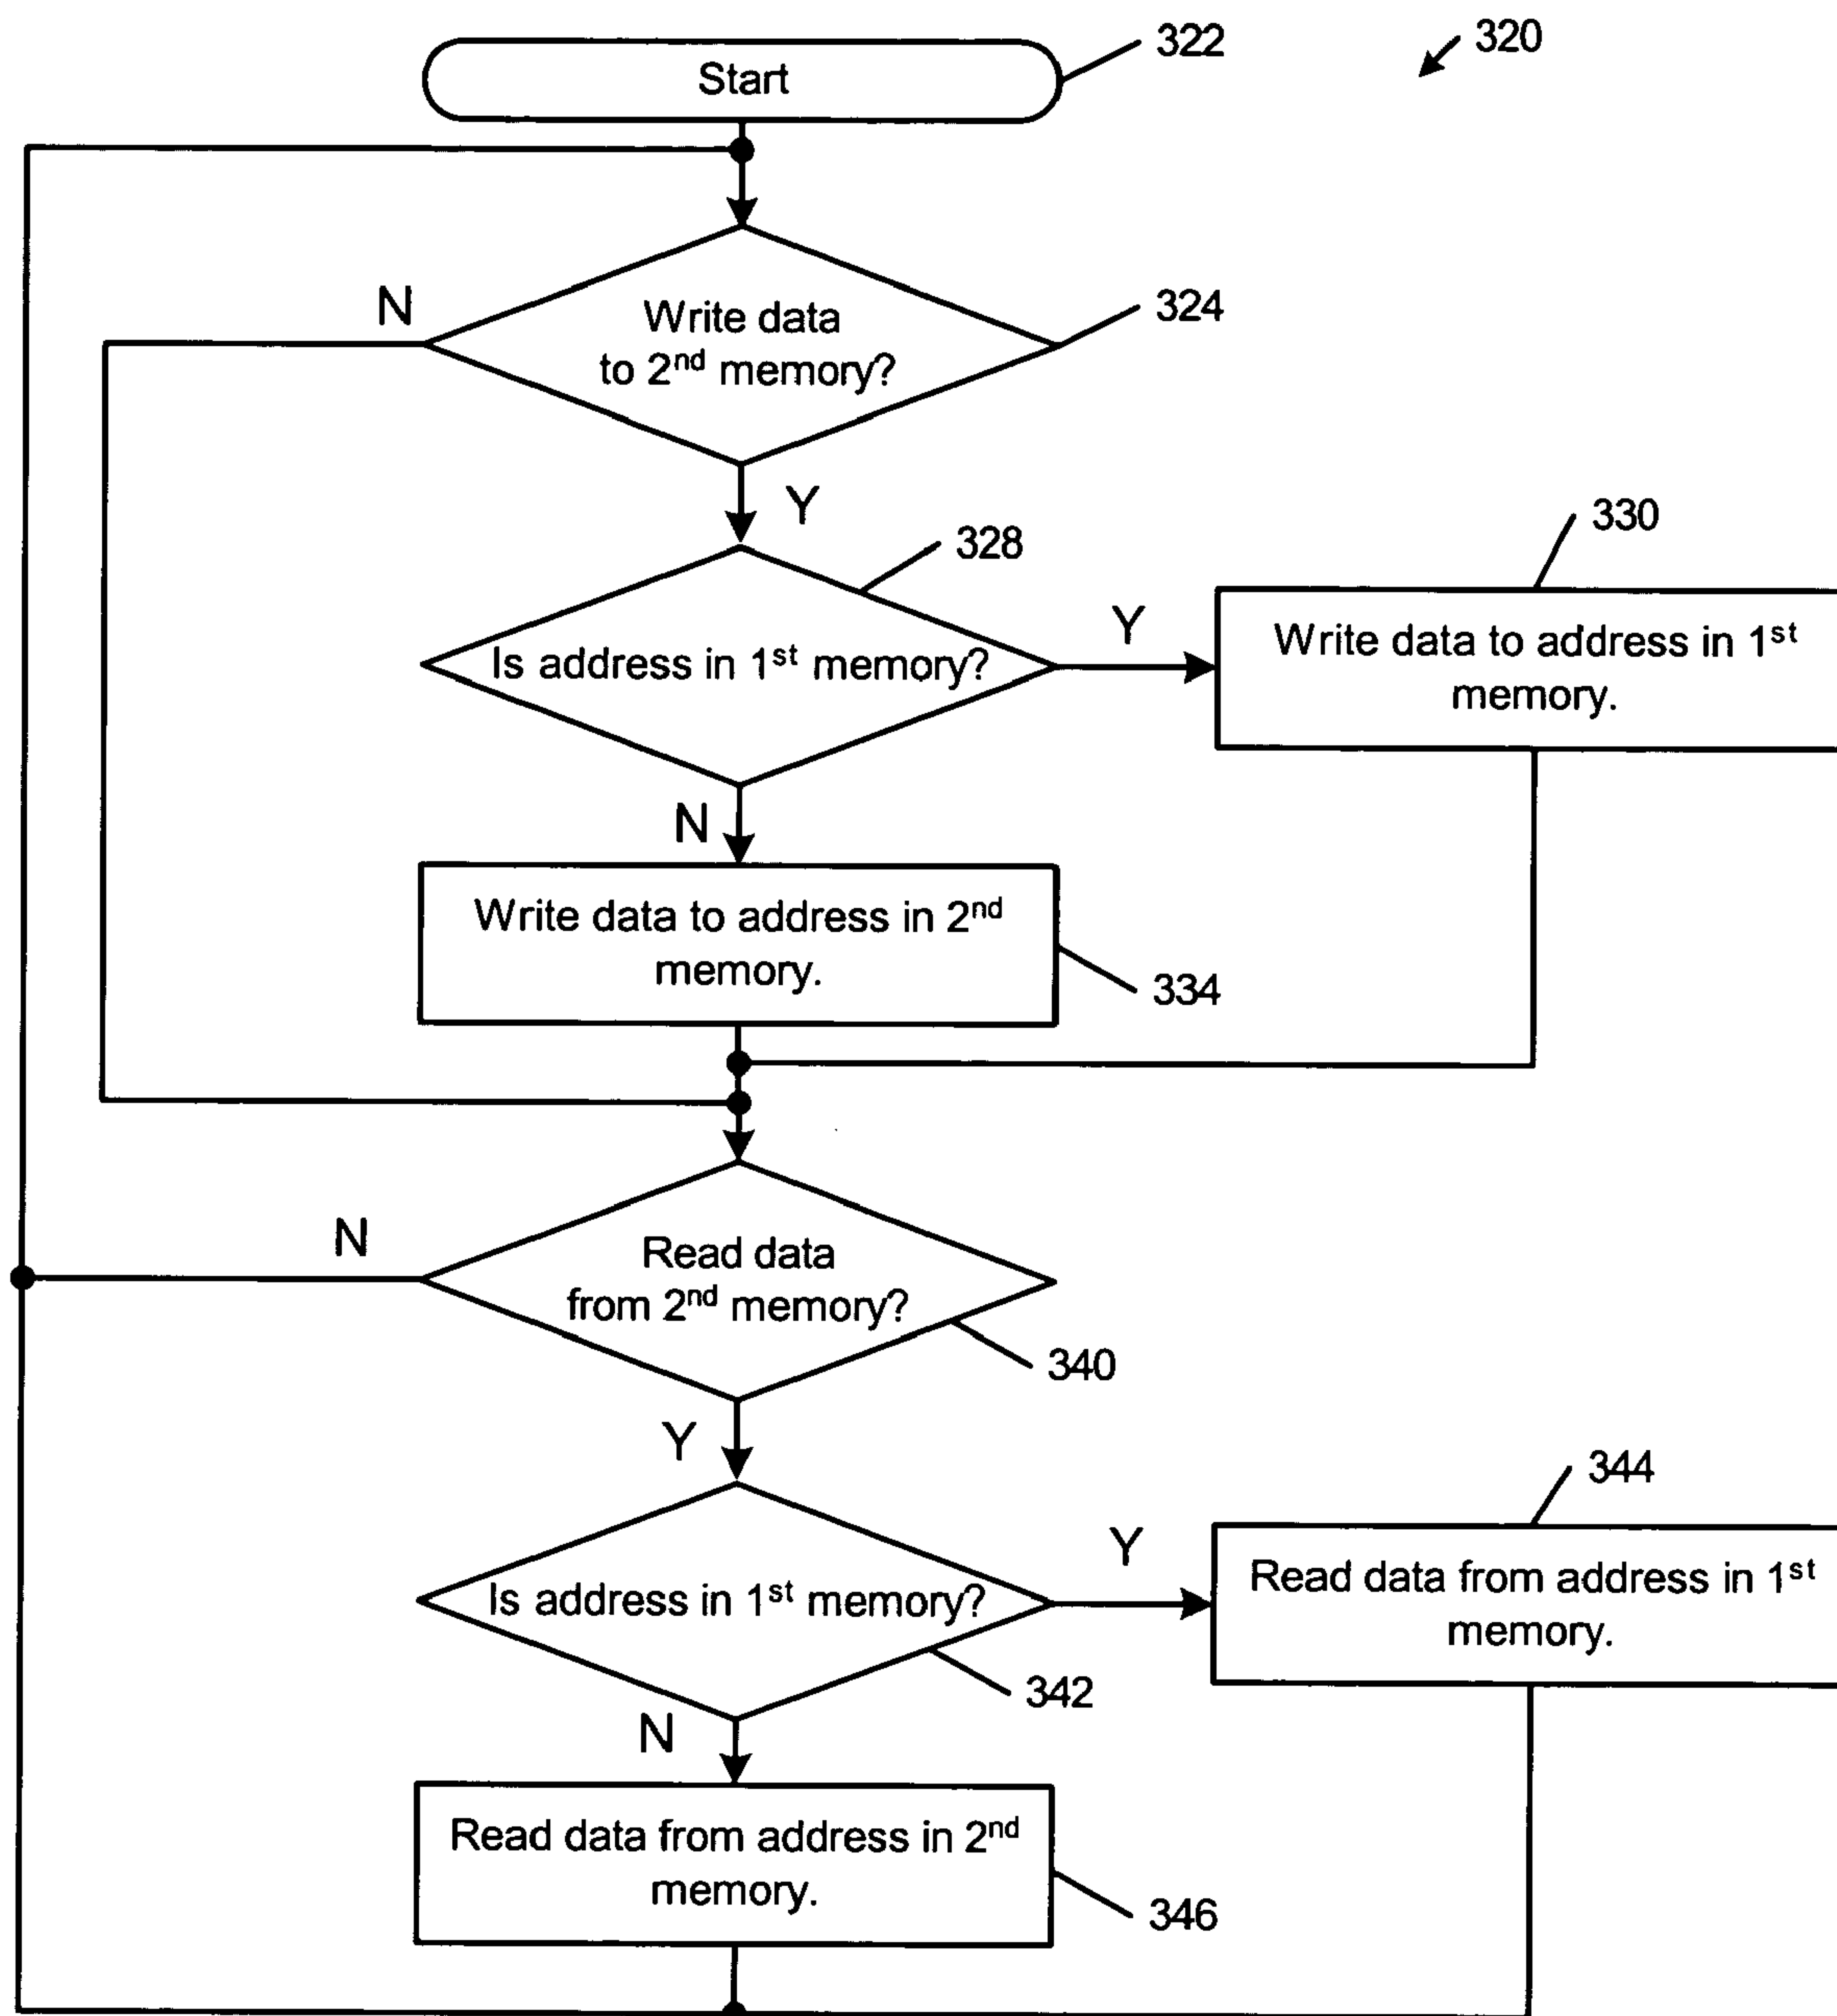 322
320
Start
N
324
Write data
to 2nd memory?
Y
328
330
Is address in 1st memory?
Y
Write data to address in 1st
memory.
N
Write data to address in 2nd
memory.
334
N
Read data
from 2nd memory?
340
Y
344
Is address in 1st memory?
Y
Read data from address in 1st
memory.
342
N
Read data from address in 2nd
memory.
346